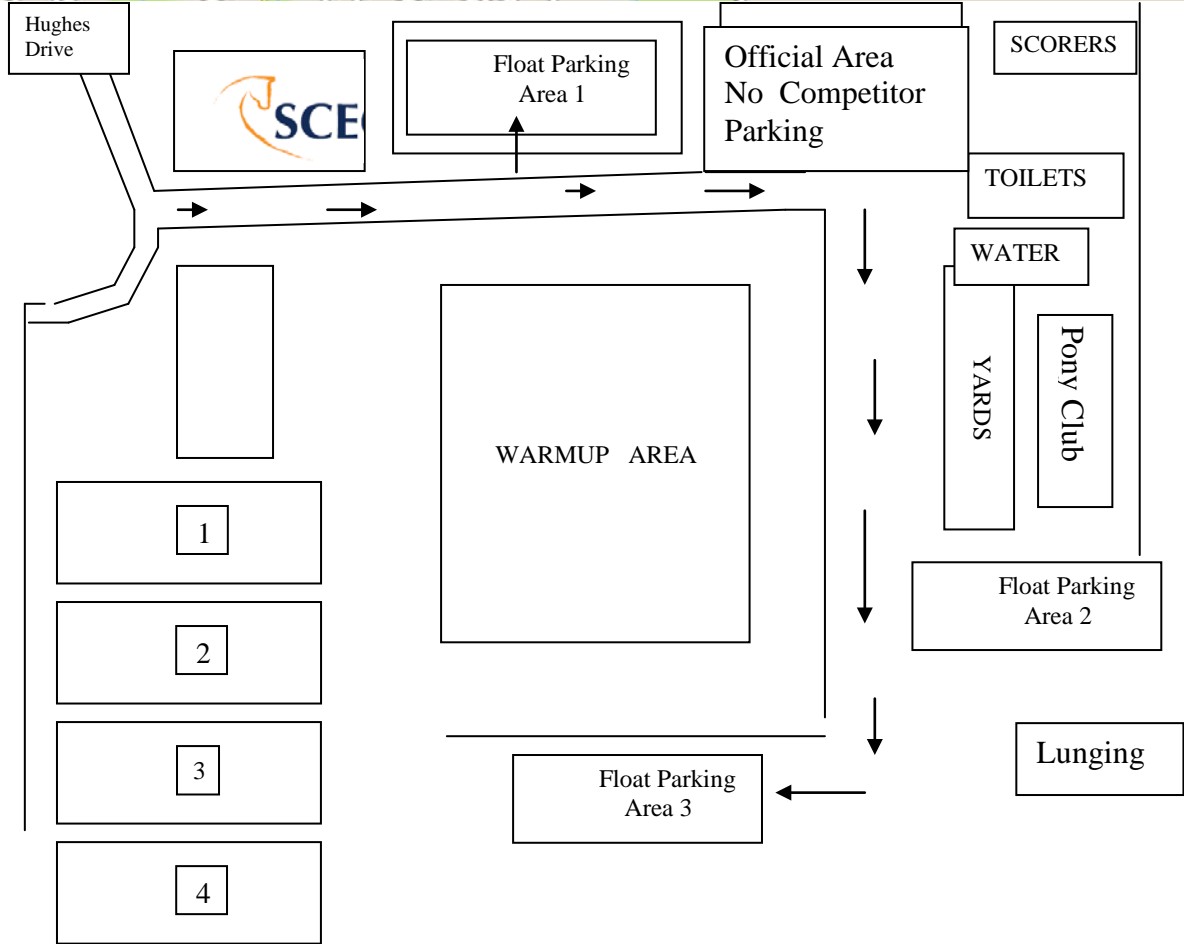 Hughes
Drive
SCE
Float Parking
Area 1
Official Area
No Competitor
Parking
SCORERS
TOILETS
WATER
YARDS
Pony Club
WARMUP AREA
1
2
3
4
Float Parking
Area 2
Lunging
Float Parking
Area 3